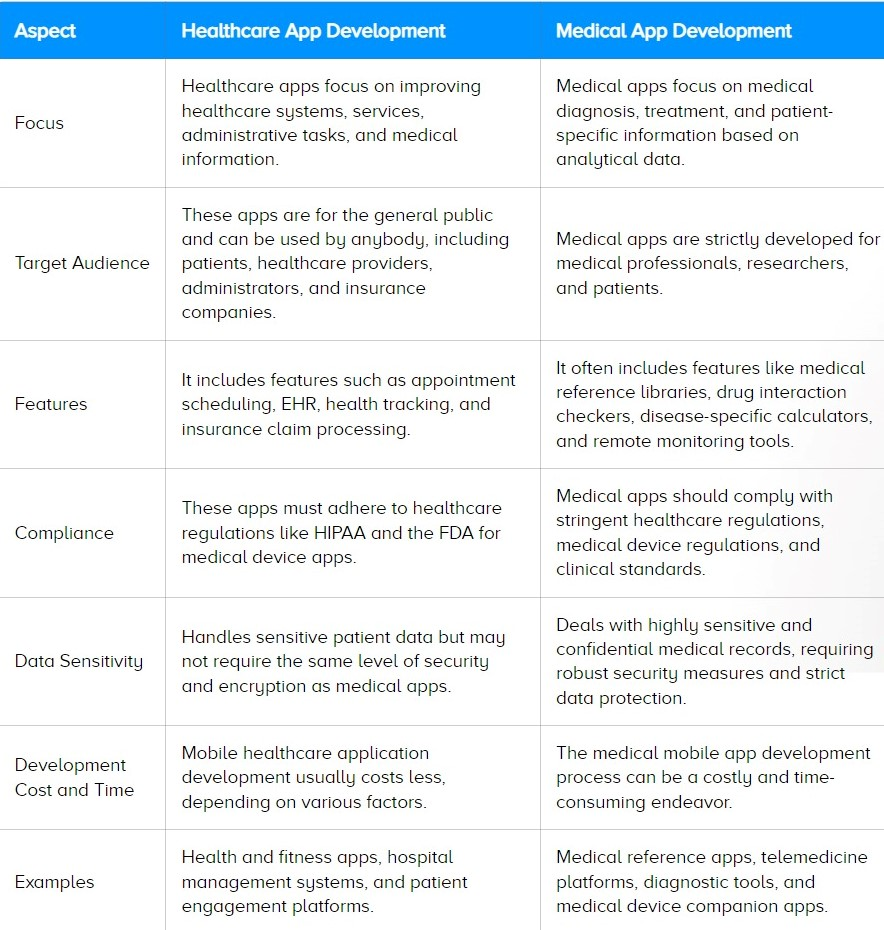 Aspect
Healthcare App Development
Medical App Development
Focus
Healthcare apps focus on improving
healthcare systems, services,
administrative tasks, and medical
information.
Medical apps focus on medical
diagnosis, treatment, and patient-
specific information based on
analytical data.
Target Audience
These apps are for the general public
and can be used by anybody, including
patients, healthcare providers,
administrators, and insurance
companies.
Medical apps are strictly developed for
medical professionals, researchers,
and patients.
Features
It includes features such as appointment
scheduling, EHR, health tracking, and
insurance claim processing.
It often includes features like medical
reference libraries, drug interaction
checkers, disease-specific calculators,
and remote monitoring tools.
Compliance
These apps must adhere to healthcare
regulations like HIPAA and the FDA for
medical device apps.
Medical apps should comply with
stringent healthcare regulations,
medical device regulations, and
clinical standards.
Data Sensitivity
Handles sensitive patient data but may
not require the same level of security
and encryption as medical apps.
Deals with highly sensitive and
confidential medical records, requiring
robust security measures and strict
data protection.
Development
Cost and Time
Mobile healthcare application
development usually costs less,
depending on various factors.
The medical mobile app development
process can be a costly and time-
consuming endeavor.
Examples
Health and fitness apps, hospital
management systems, and patient
engagement platforms.
Medical reference apps, telemedicine
platforms, diagnostic tools, and
medical device companion apps.